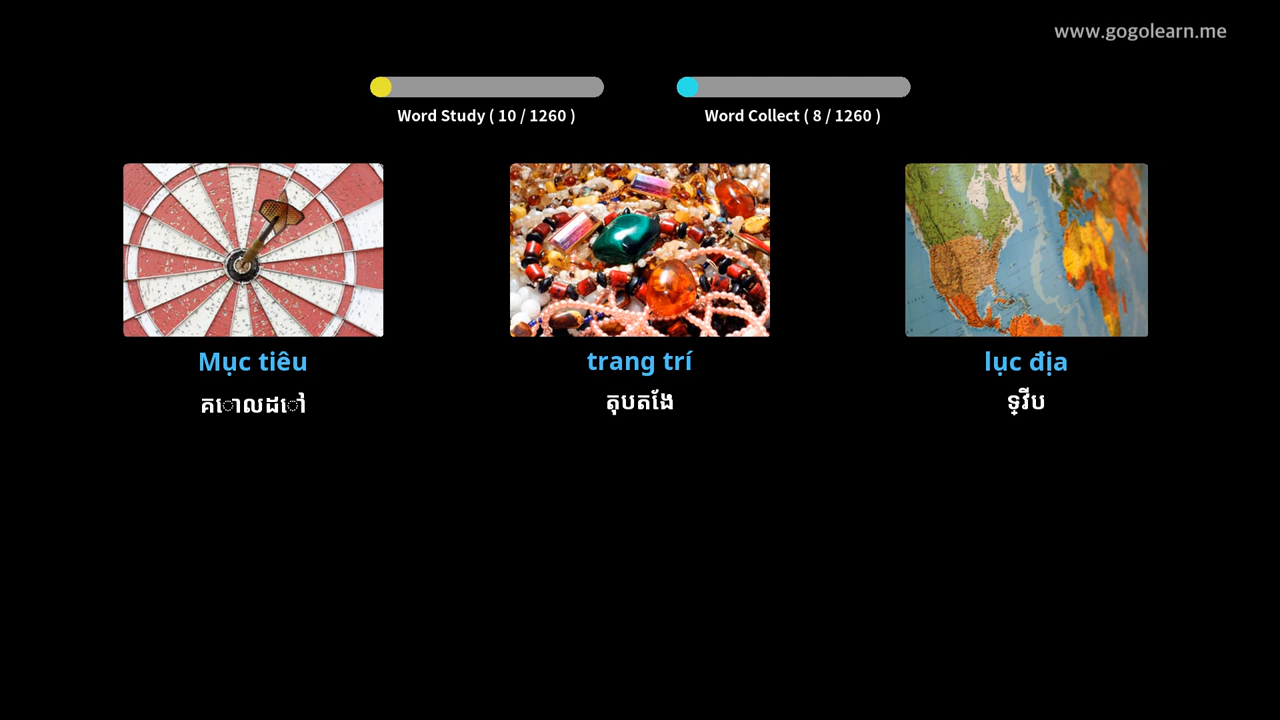 www.gogolearn.me
Word Study ( 10 / 1260 )
Word Collect ( 8 / 1260 )
Mục tiêu
trang trí
lục địa
គោលដៅ
តុបតែង
ទ្វីប